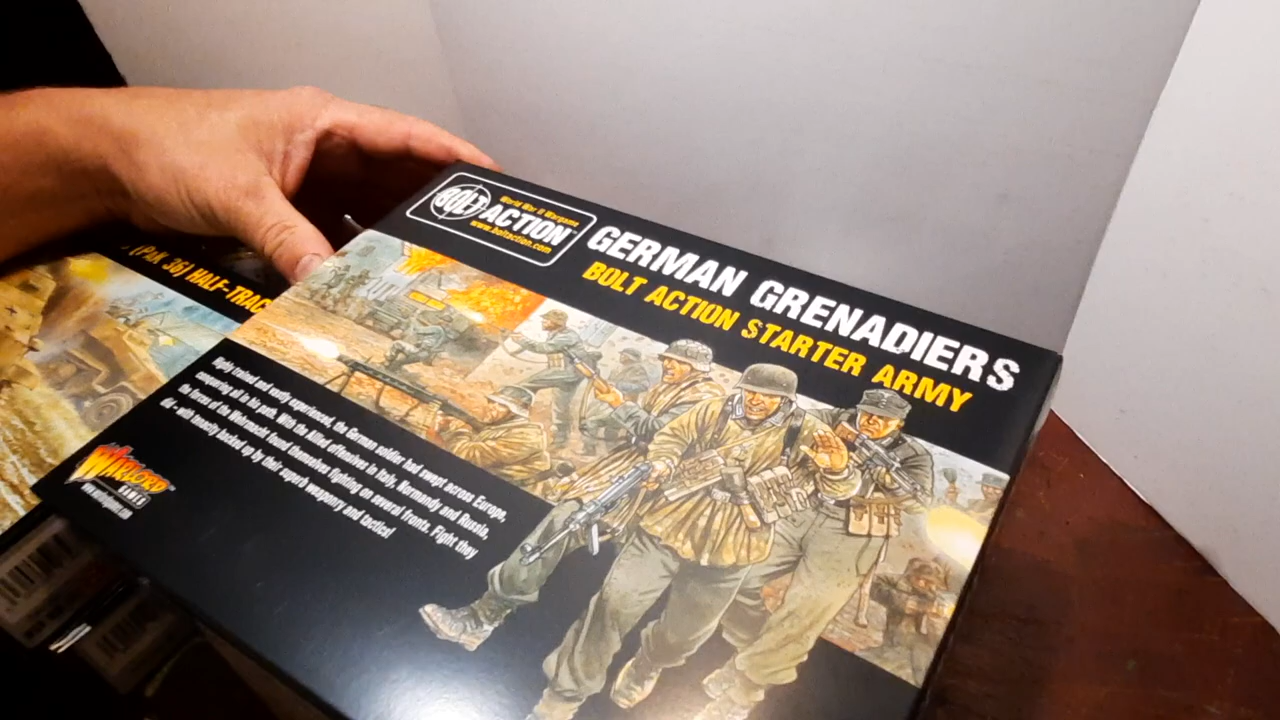 BOLT ACTION
World War II Wargame
www.boltaction.com
GERMAN GRENADIERS
BOLT ACTION STARTER ARMY
(PaK 36) HALF-TRAC
Highly trained and vastly experienced, the German soldier had swept across Europe,
conquering all in his path. With the Allied offensives in Italy, Normandy and Russia,
the forces of the Wehrmacht found themselves fighting on several fronts. Fight they
did – with tenacity backed up by their superb weaponry and tactics!
WARLORD
GAMES